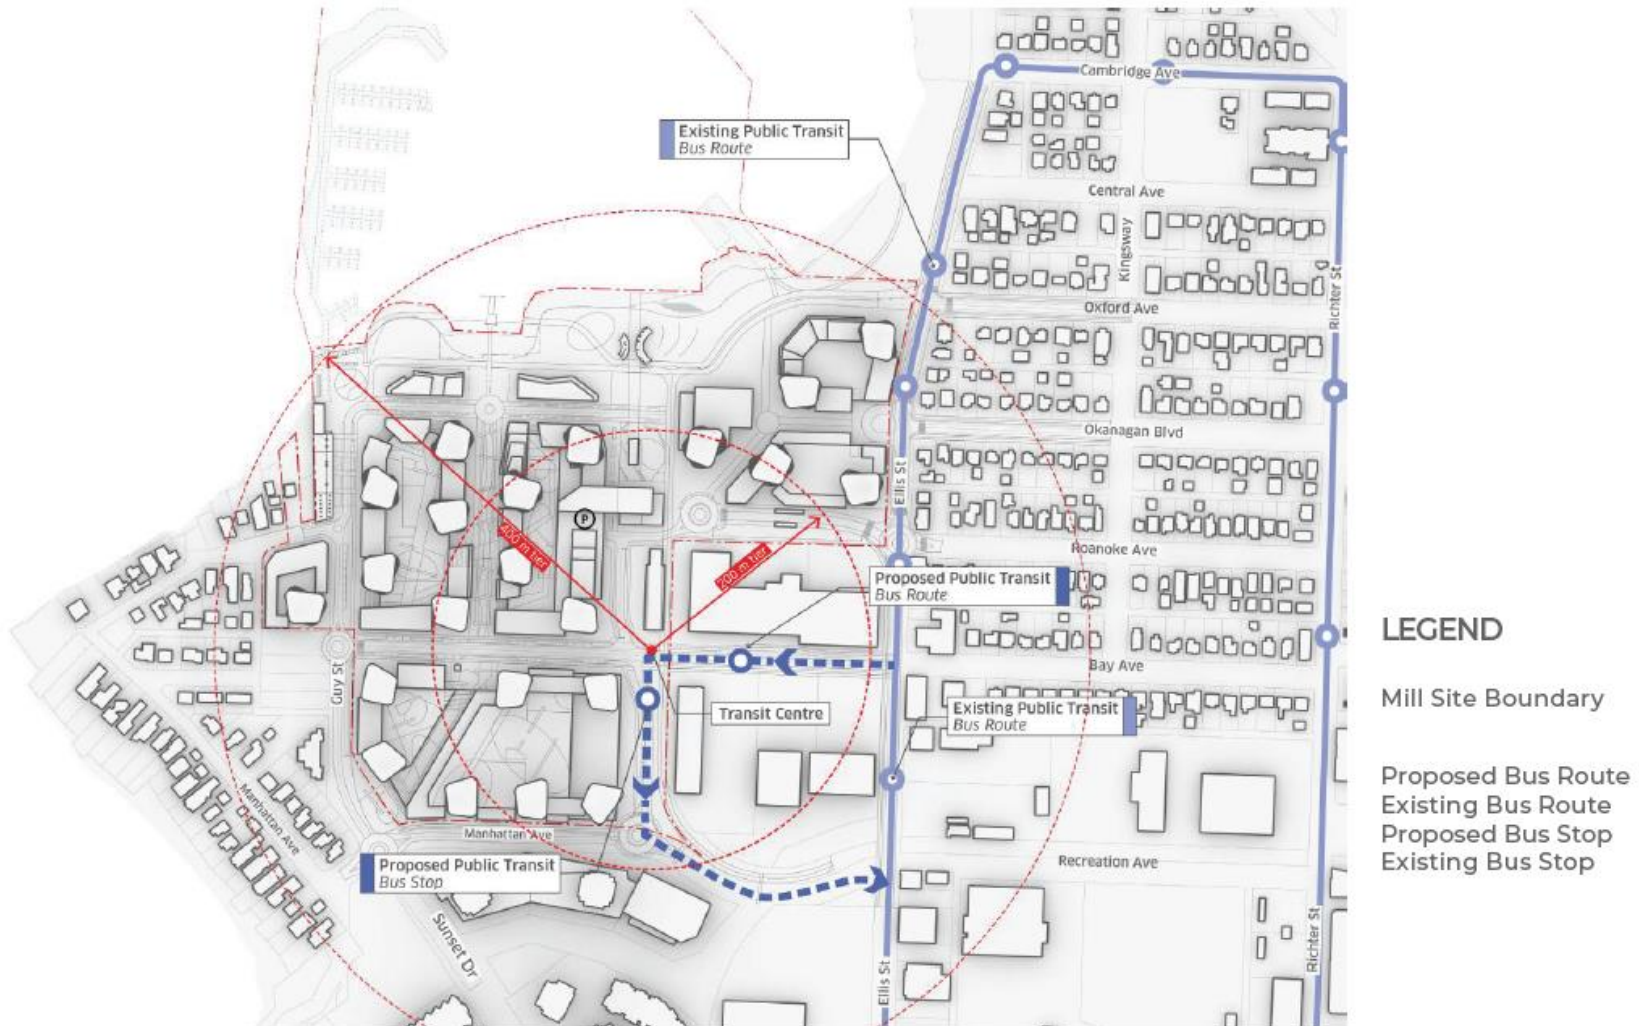 Cambridge Ave
Existing Public Transit
Bus Route
Central Ave
Kingsway
Richter St
Oxford Ave
Okanagan Blvd
Ellis St
P
400 m tier
200 m tier
Roanoke Ave
Proposed Public Transit
Bus Route
Bay Ave
Guy St
Transit Centre
Existing Public Transit
Bus Route
Manhattan Ave
Manhattan Ave
Proposed Public Transit
Bus Stop
Recreation Ave
Sunset Dr
Ellis St
Richter St
LEGEND
Mill Site Boundary
Proposed Bus Route
Existing Bus Route
Proposed Bus Stop
Existing Bus Stop